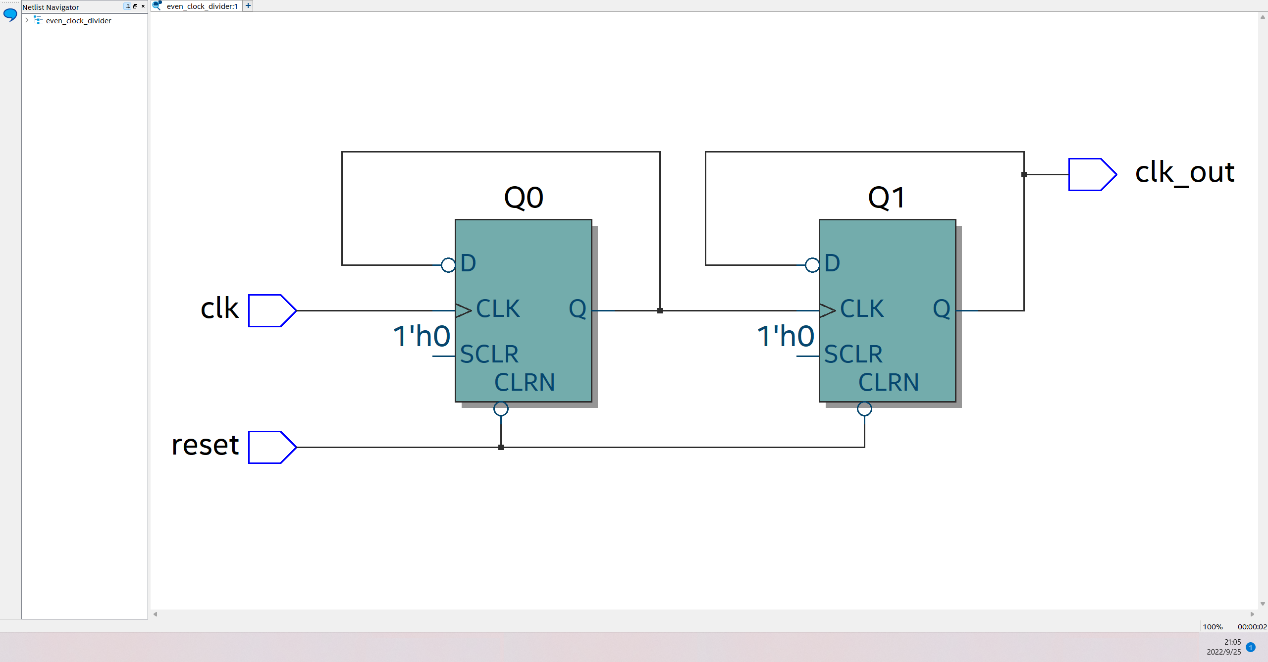 Netlist Navigator
even_clock_divider
even_clock_divider:1
Q0
Q1
clk_out
D
D
clk
CLK
Q
CLK
Q
1'h0
1'h0
SCLR
SCLR
CLRN
CLRN
reset
100%
00:00:02
21:05
2022/9/25